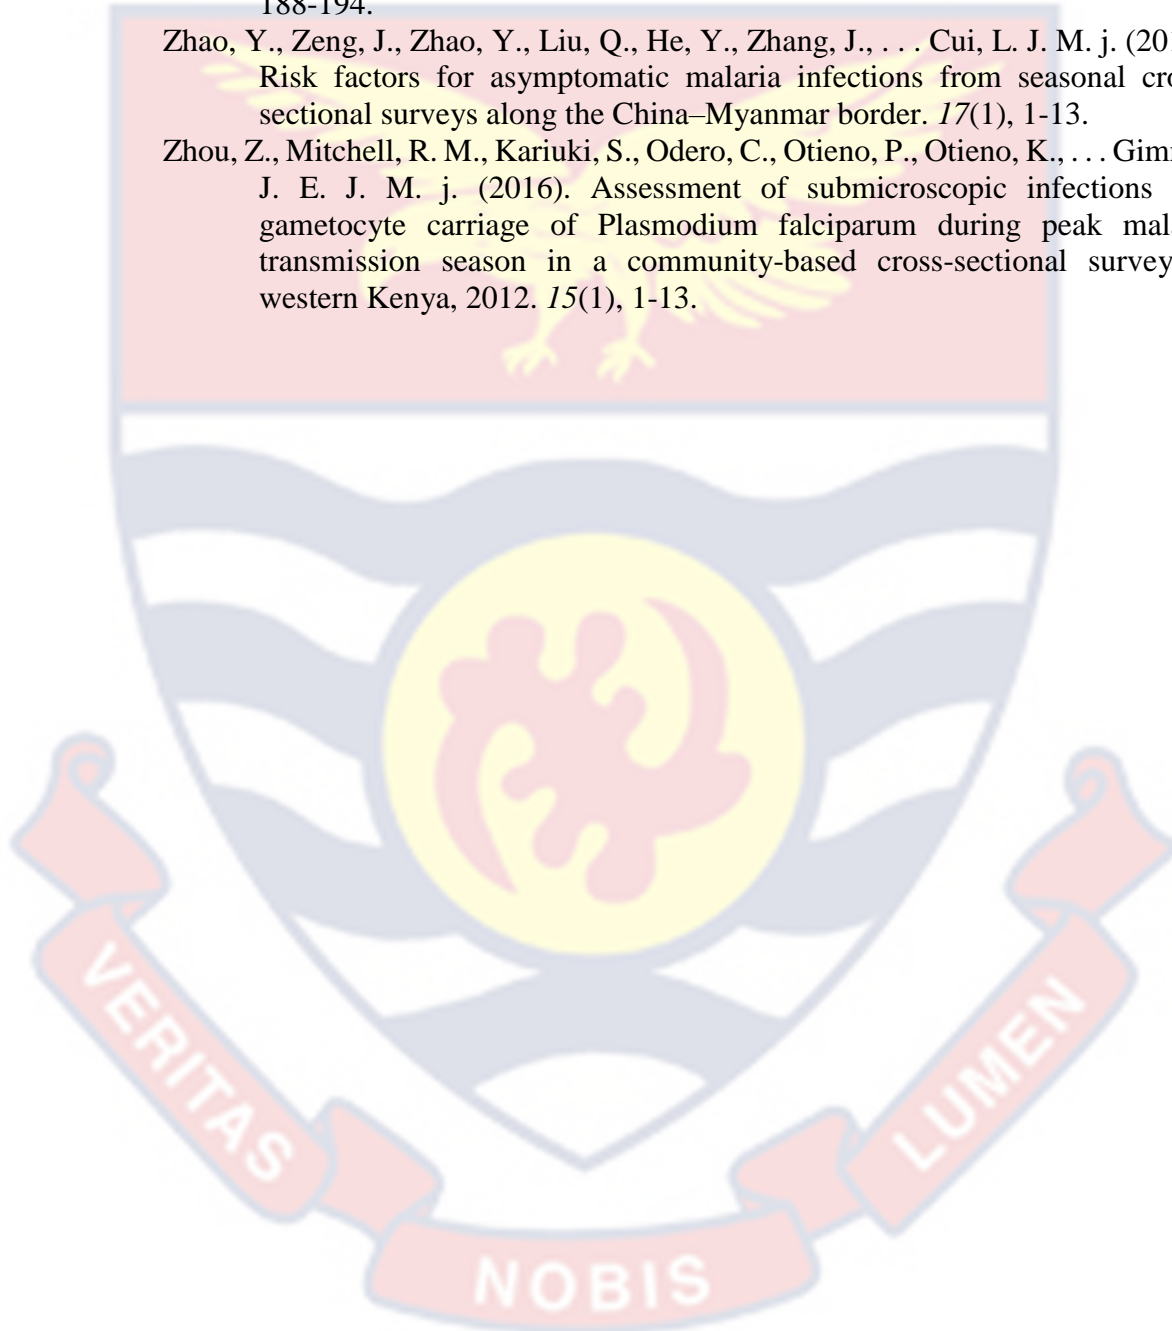 188-194.
Zhao, Y., Zeng, J., Zhao, Y., Liu, Q., He, Y., Zhang, J., . . . Cui, L. J. M. j. (201
Risk factors for asymptomatic malaria infections from seasonal cro
sectional surveys along the China–Myanmar border. 17(1), 1-13.
Zhou, Z., Mitchell, R. M., Kariuki, S., Odero, C., Otieno, P., Otieno, K., . . . Gim
J. E. J. M. j. (2016). Assessment of submicroscopic infections
gametocyte carriage of Plasmodium falciparum during peak mal
transmission season in a community-based cross-sectional survey
western Kenya, 2012. 15(1), 1-13.
VERITAS
NOBIS
LUMEN